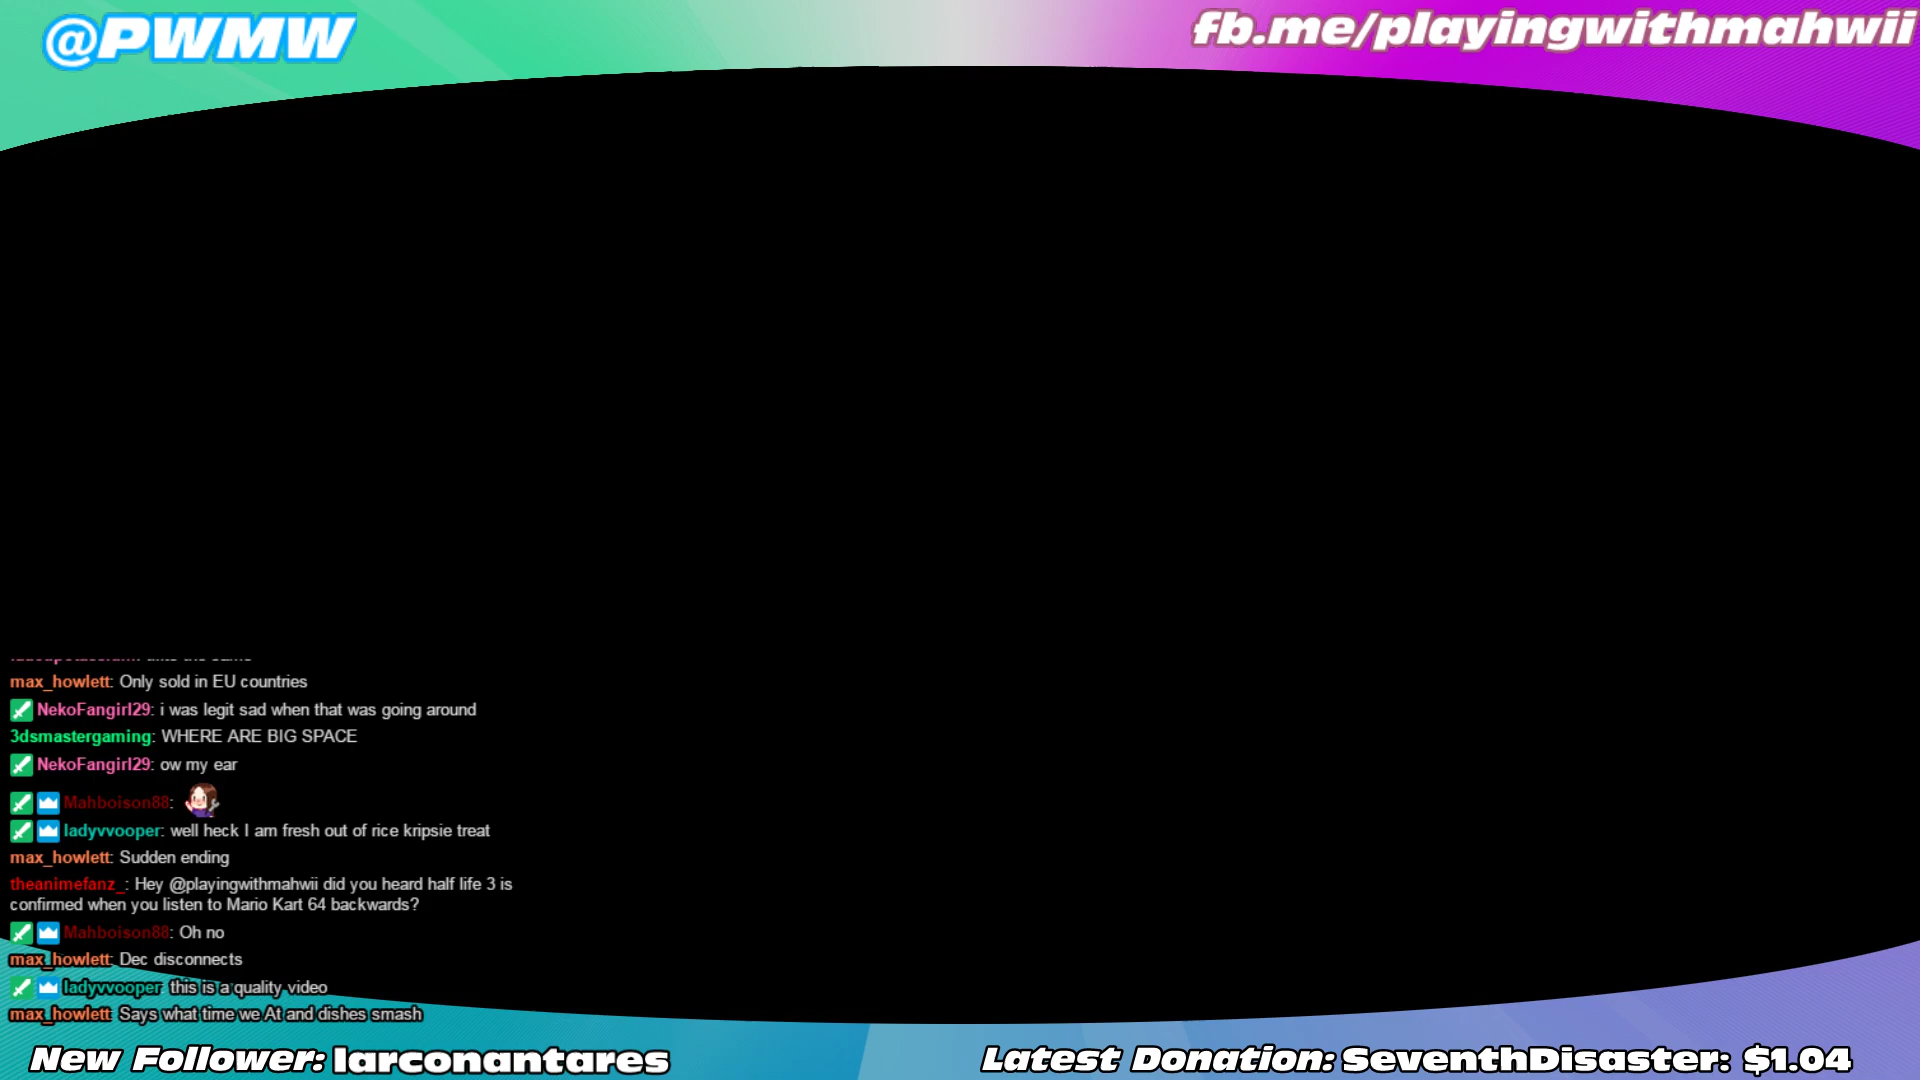 @PWMW
fb.me/playingwithmahwii
max_howlett: Only sold in EU countries
NekoFangirl29: i was legit sad when that was going around
3dsmastergaming: WHERE ARE BIG SPACE
NekoFangirl29: ow my ear
Mahboison88:
ladyvvooper: well heck I am fresh out of rice kripsie treat
max_howlett: Sudden ending
theanimefanz_: Hey @playingwithmahwii did you heard half life 3 is
confirmed when you listen to Mario Kart 64 backwards?
Mahboison88: Oh no
max_howlett: Dec disconnects
ladyvvooper: this is a quality video
max_howlett: Says what time we At and dishes smash
New Follower: larconantares
Latest Donation: SeventhDisaster: $1.04